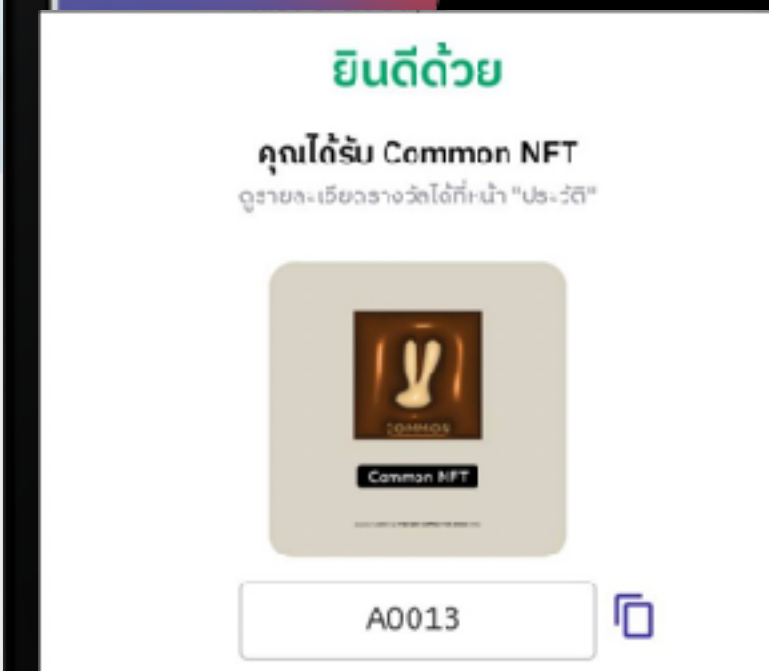 ยินดีด้วย
คุณได้รับ Common NFT
ดูรายละเอียดรางวัลได้ที่หน้า "ประวัติ"
COMMON
Common NFT
A0013